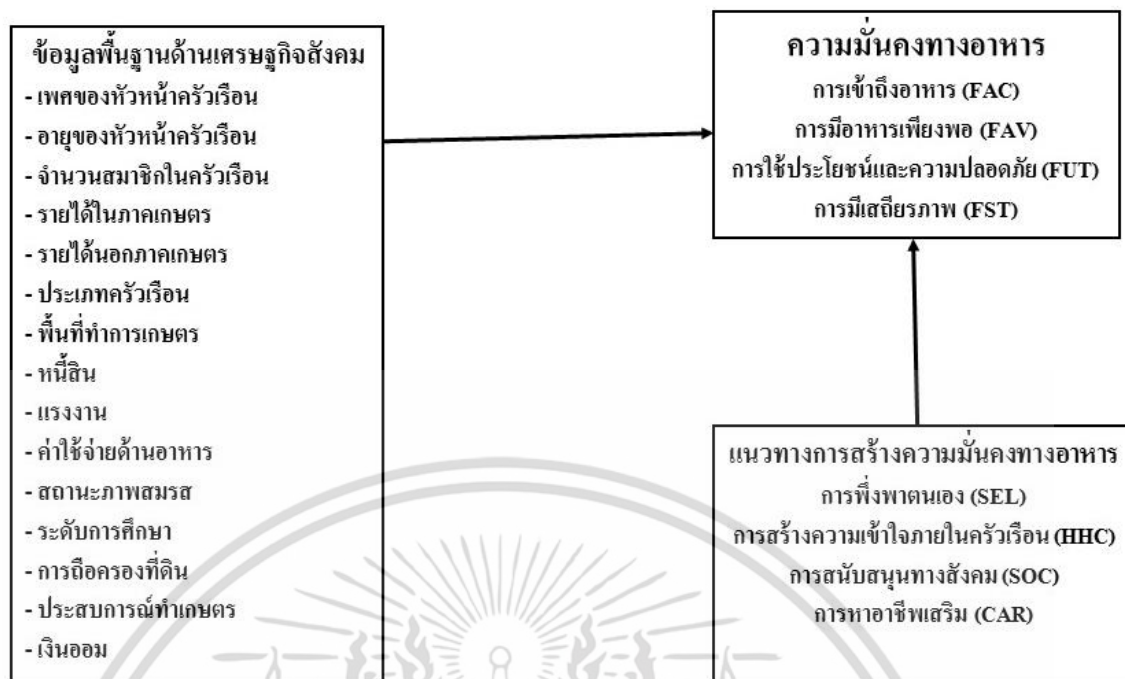 ข้อมูลพื้นฐานด้านเศรษฐกิจสังคม
- เพศของหัวหน้าครัวเรือน
- อายุของหัวหน้าครัวเรือน
- จำนวนสมาชิกในครัวเรือน
- รายได้ในภาคเกษตร
- รายได้นอกภาคเกษตร
- ประเภทครัวเรือน
- พื้นที่ทำการเกษตร
- หนี้สิน
- แรงงาน
- ค่าใช้จ่ายด้านอาหาร
- สถานะภาพสมรส
- ระดับการศึกษา
- การถือครองที่ดิน
- ประสบการณ์ทำเกษตร
- เงินออม
ความมั่นคงทางอาหาร
การเข้าถึงอาหาร (FAC)
การมีอาหารเพียงพอ (FAV)
การใช้ประโยชน์และความปลอดภัย (FUT)
การมีเสถียรภาพ (FST)
แนวทางการสร้างความมั่นคงทางอาหาร
การพึ่งพาตนเอง (SEL)
การสร้างความเข้าใจภายในครัวเรือน (HHC)
การสนับสนุนทางสังคม (SOC)
การหาอาชีพเสริม (CAR)